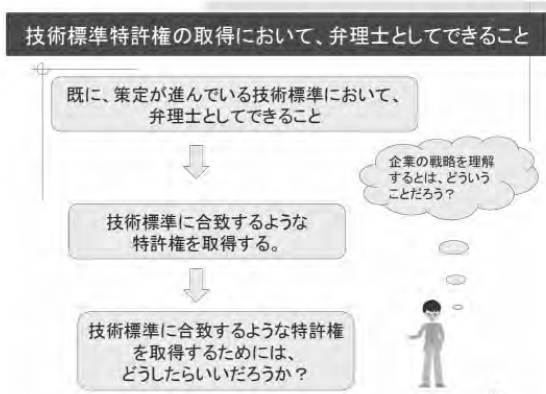 技術標準特許権の取得において、弁理士としてできること
既に、策定が進んでいる技術標準において、
弁理士としてできること
企業の戦略を理解
するとは、どういう
ことだろう？
技術標準に合致するような
特許権を取得する。
技術標準に合致するような特許権
を取得するためには、
どうしたらいいだろうか？